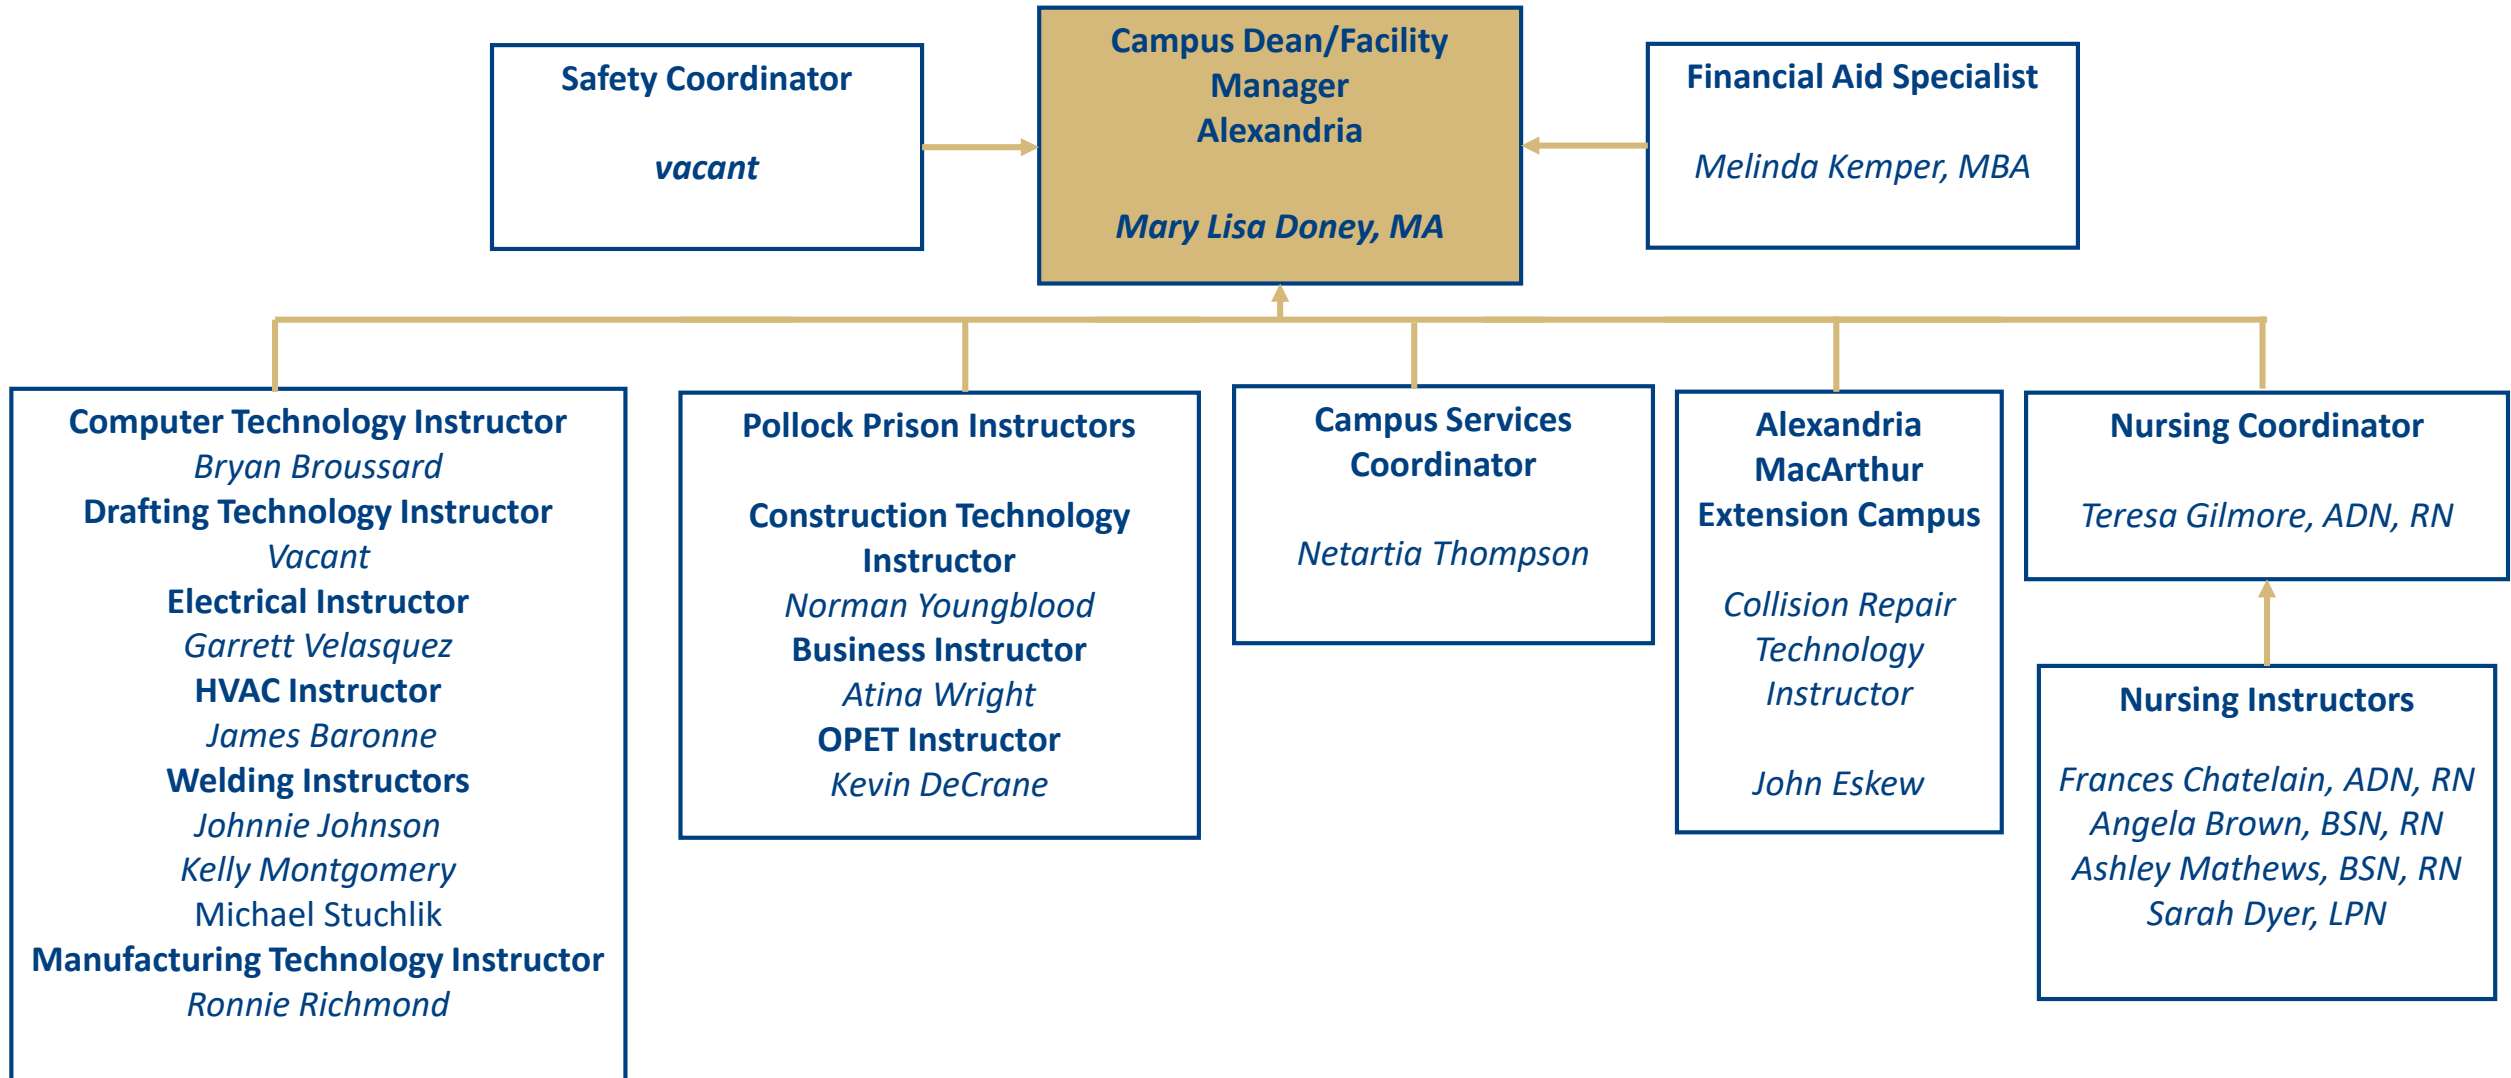 Safety Coordinator
vacant
Campus Dean/Facility
Manager
Alexandria
Mary Lisa Doney, MA
Financial Aid Specialist
Melinda Kemper, MBA
Computer Technology Instructor
Bryan Broussard
Drafting Technology Instructor
Vacant
Electrical Instructor
Garrett Velasquez
HVAC Instructor
James Baronne
Welding Instructors
Johnnie Johnson
Kelly Montgomery
Michael Stuchlik
Manufacturing Technology Instructor
Ronnie Richmond
Pollock Prison Instructors
Construction Technology
Instructor
Norman Youngblood
Business Instructor
Atina Wright
OPET Instructor
Kevin DeCrane
Campus Services
Coordinator
Netartia Thompson
Alexandria
MacArthur
Extension Campus
Collision Repair
Technology
Instructor
John Eskew
Nursing Coordinator
Teresa Gilmore, ADN, RN
Nursing Instructors
Frances Chatelain, ADN, RN
Angela Brown, BSN, RN
Ashley Mathews, BSN, RN
Sarah Dyer, LPN